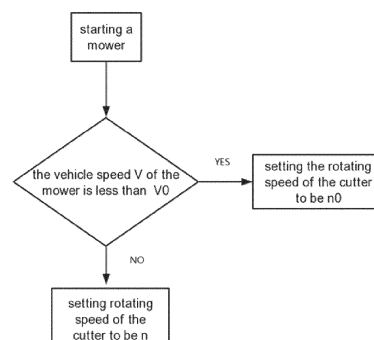 starting a
mower
the vehicle speed V of the
mower is less than V0
YES
setting the rotating
speed of the cutter
to be n0
NO
setting rotating
speed of the
cutter to be n